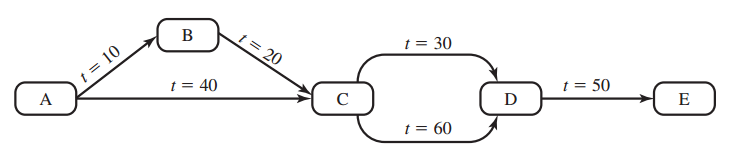 B
t = 10
t = 20
t = 30
A
t = 40
C
D
t = 50
E
t = 60